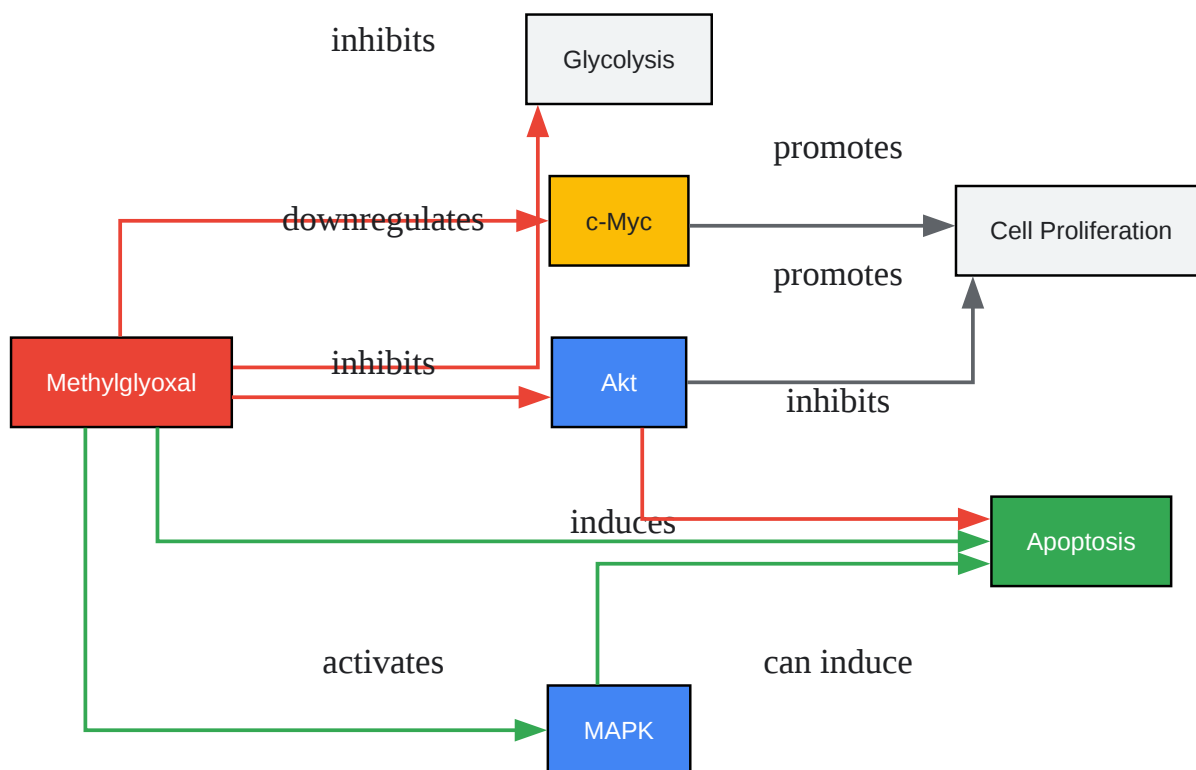 inhibits
Glycolysis
promotes
downregulates
c-Myc
Cell Proliferation
promotes
inhibits
Methylglyoxal
Akt
inhibits
induces
Apoptosis
activates
can induce
MAPK